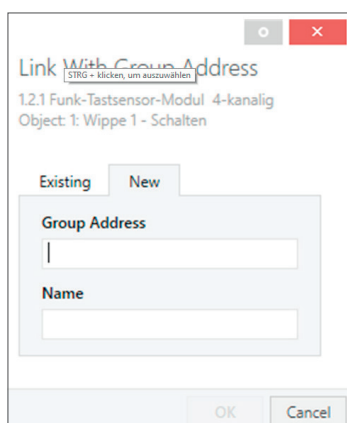 Link With Group Address
STRG + klicken, um auszuwählen
1.2.1 Funk-Tastsensor-Modul 4-kanalig
Object: 1: Wippe 1 - Schalten
Existing New
Group Address
Name
OK Cancel